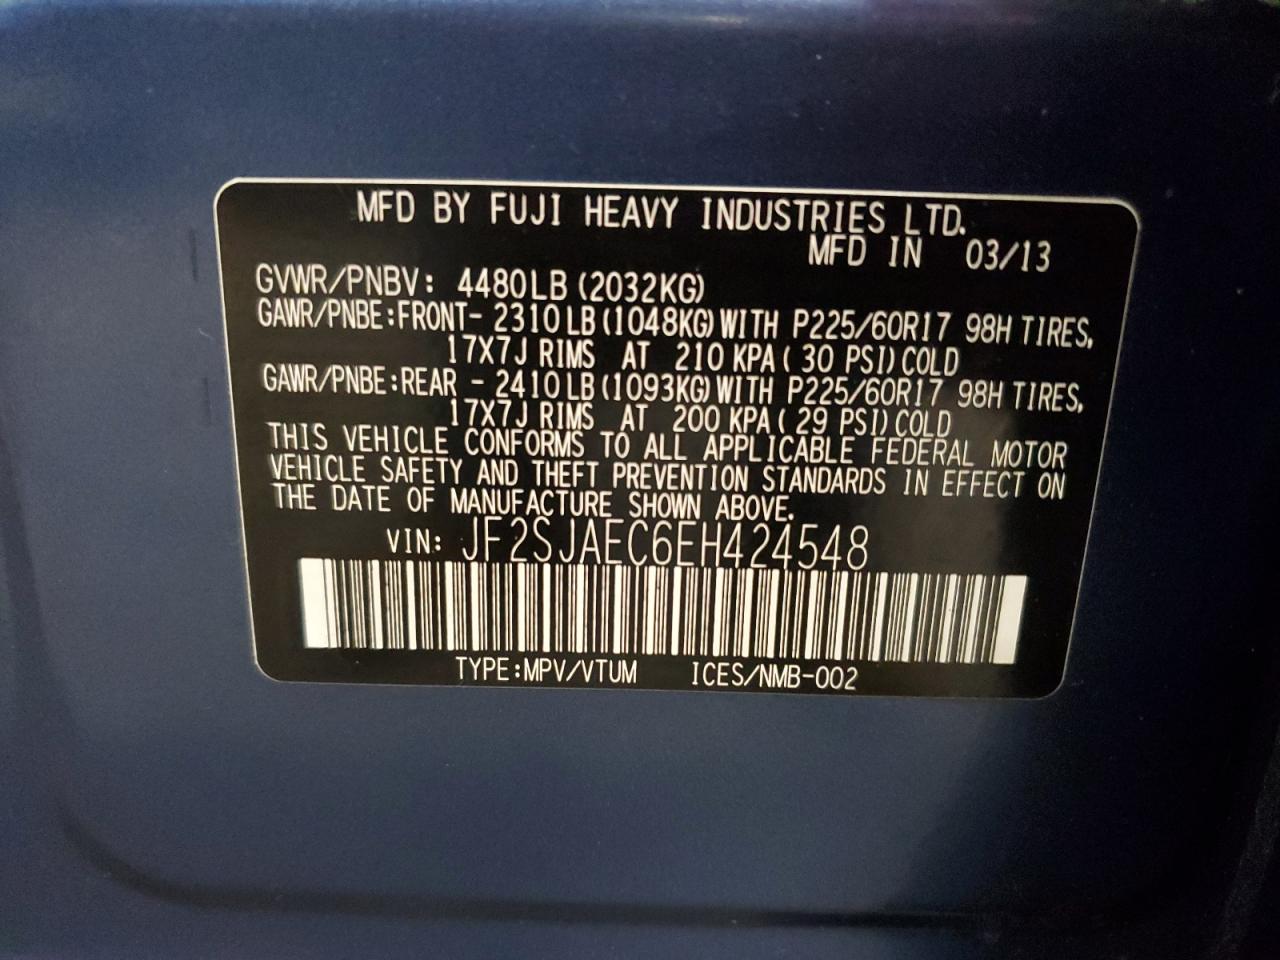 MFD BY FUJI HEAVY INDUSTRIES LTD.
MFD IN 03/13
GVWR/PNBV: 4480LB (2032KG)
GAWR/PNBE:FRONT- 2310LB(1048KG)WITH P225/60R17 98H TIRES,
17X7J RIMS AT 210 KPA( 30 PSI)COLD
GAWR/PNBE:REAR - 2410LB(1093KG)WITH P225/60R17 98H TIRES,
17X7J RIMS AT 200 KPA( 29 PSI)COLD
THIS VEHICLE CONFORMS TO ALL APPLICABLE FEDERAL MOTOR
VEHICLE SAFETY AND THEFT PREVENTION STANDARDS IN EFFECT ON
THE DATE OF MANUFACTURE SHOWN ABOVE.
VIN: JF2SJAEC6EH424548
TYPE:MPV/VTUM ICES/NMB-002